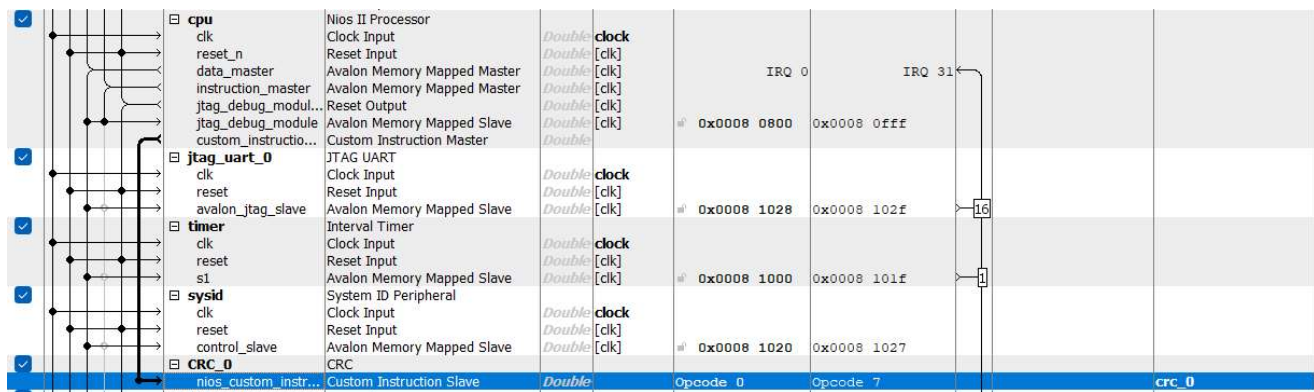 cpu Nios II Processor
clk Clock Input Double clock
reset_n Reset Input Double [clk]
data_master Avalon Memory Mapped Master Double [clk] IRQ 0 IRQ 31
instruction_master Avalon Memory Mapped Master Double [clk]
jtag_debug_modul... Reset Output Double [clk]
jtag_debug_module Avalon Memory Mapped Slave Double [clk] 0x0008 0800 0x0008 0fff
custom_instructio... Custom Instruction Master Double
jtag_uart_0 JTAG UART
clk Clock Input Double clock
reset Reset Input Double [clk]
avalon_jtag_slave Avalon Memory Mapped Slave Double [clk] 0x0008 1028 0x0008 102f 16
timer Interval Timer
clk Clock Input Double clock
reset Reset Input Double [clk]
s1 Avalon Memory Mapped Slave Double [clk] 0x0008 1000 0x0008 101f 1
sysid System ID Peripheral
clk Clock Input Double clock
reset Reset Input Double [clk]
control_slave Avalon Memory Mapped Slave Double [clk] 0x0008 1020 0x0008 1027
CRC_0 CRC
nios_custom_instr... Custom Instruction Slave Double Opcode 0 Opcode 7 crc_0